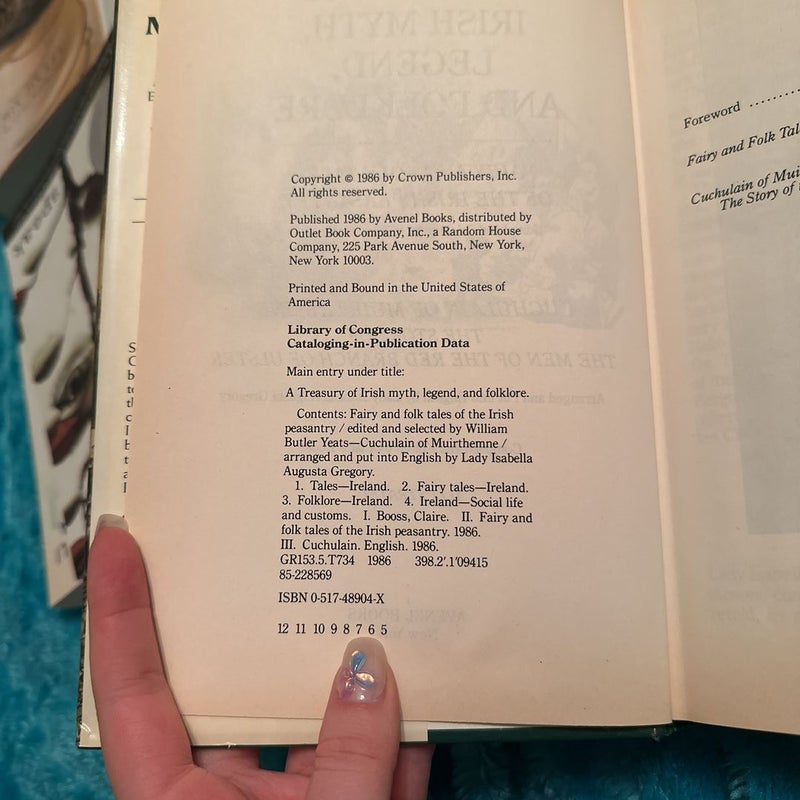 Copyright © 1986 by Crown Publishers, Inc.
All rights reserved.
Published 1986 by Avenel Books, distributed by
Outlet Book Company, Inc., a Random House
Company, 225 Park Avenue South, New York,
New York 10003.
Printed and Bound in the United States of
America
Library of Congress
Cataloging-in-Publication Data
Main entry under title:
A Treasury of Irish myth, legend, and folklore.
Contents: Fairy and folk tales of the Irish
peasantry / edited and selected by William
Butler Yeats—Cuchulain of Muirthemne /
arranged and put into English by Lady Isabella
Augusta Gregory.
1. Tales—Ireland. 2. Fairy tales—Ireland.
3. Folklore—Ireland. 4. Ireland—Social life
and customs. I. Booss, Claire. II. Fairy and
folk tales of the Irish peasantry. 1986.
III. Cuchulain. English. 1986.
GR153.5.T734 1986 398.2'.1'09415
85-228569
ISBN 0-517-48904-X
12 11 10 9 8 7 6 5
Foreword ........
Fairy and Folk Tal
Cuchulain of Mui
The Story of